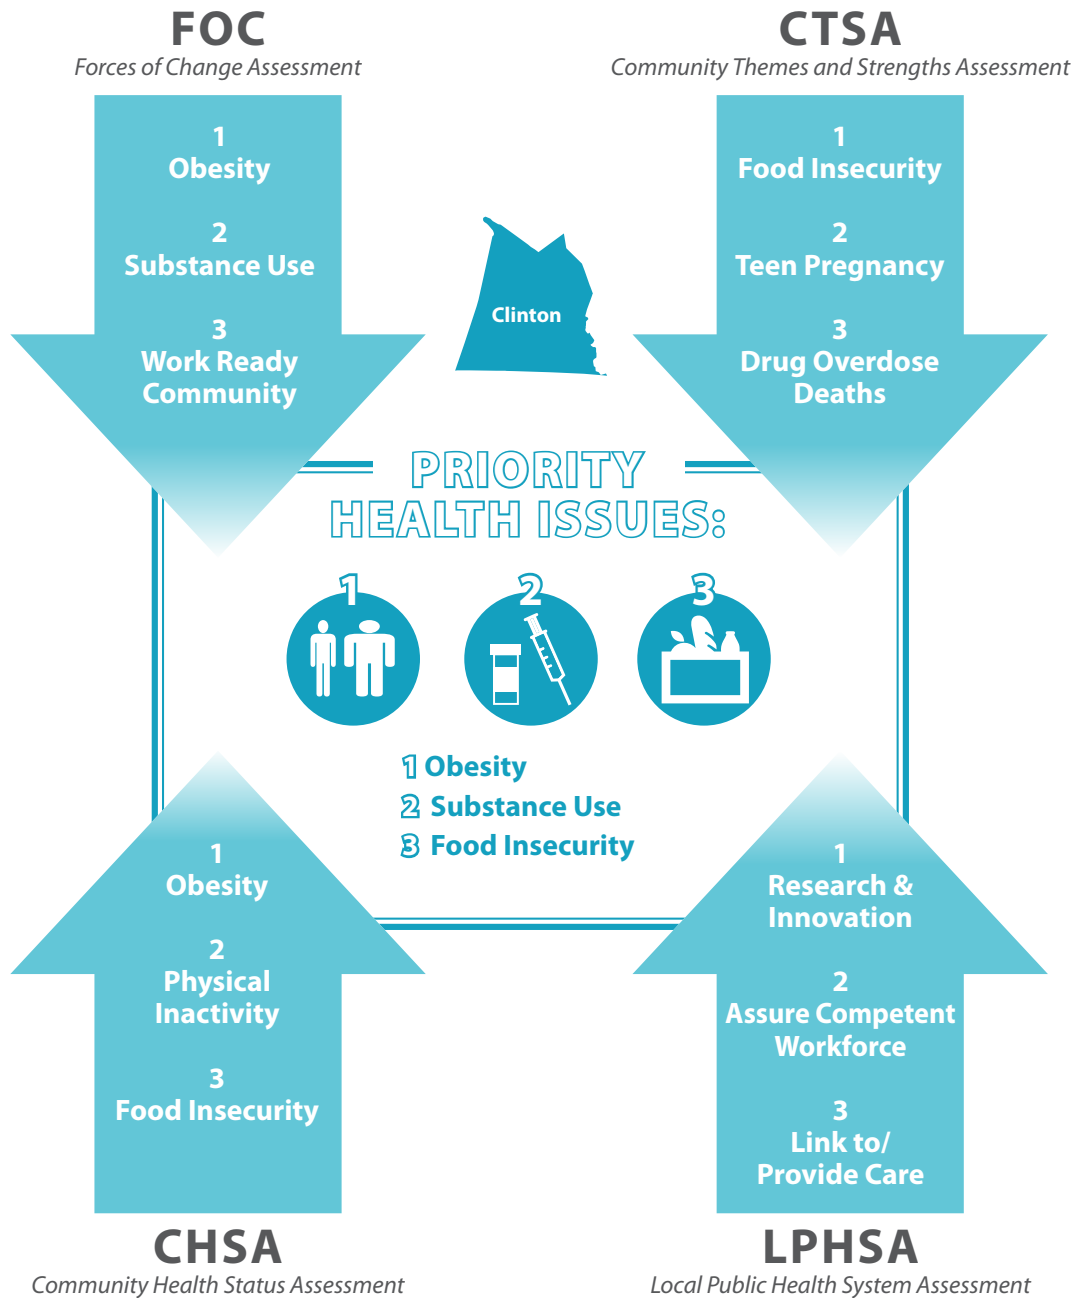 FOC
Forces of Change Assessment
1
Obesity
2
Substance Use
3
Work Ready
Community
CTSA
Community Themes and Strengths Assessment
1
Food Insecurity
2
Teen Pregnancy
3
Drug Overdose
Deaths
Clinton
PRIORITY
HEALTH ISSUES:
1
2
3
1 Obesity
2 Substance Use
3 Food Insecurity
1
Obesity
2
Physical
Inactivity
3
Food Insecurity
CHSA
Community Health Status Assessment
1
Research &
Innovation
2
Assure Competent
Workforce
3
Link to/
Provide Care
LPHSA
Local Public Health System Assessment